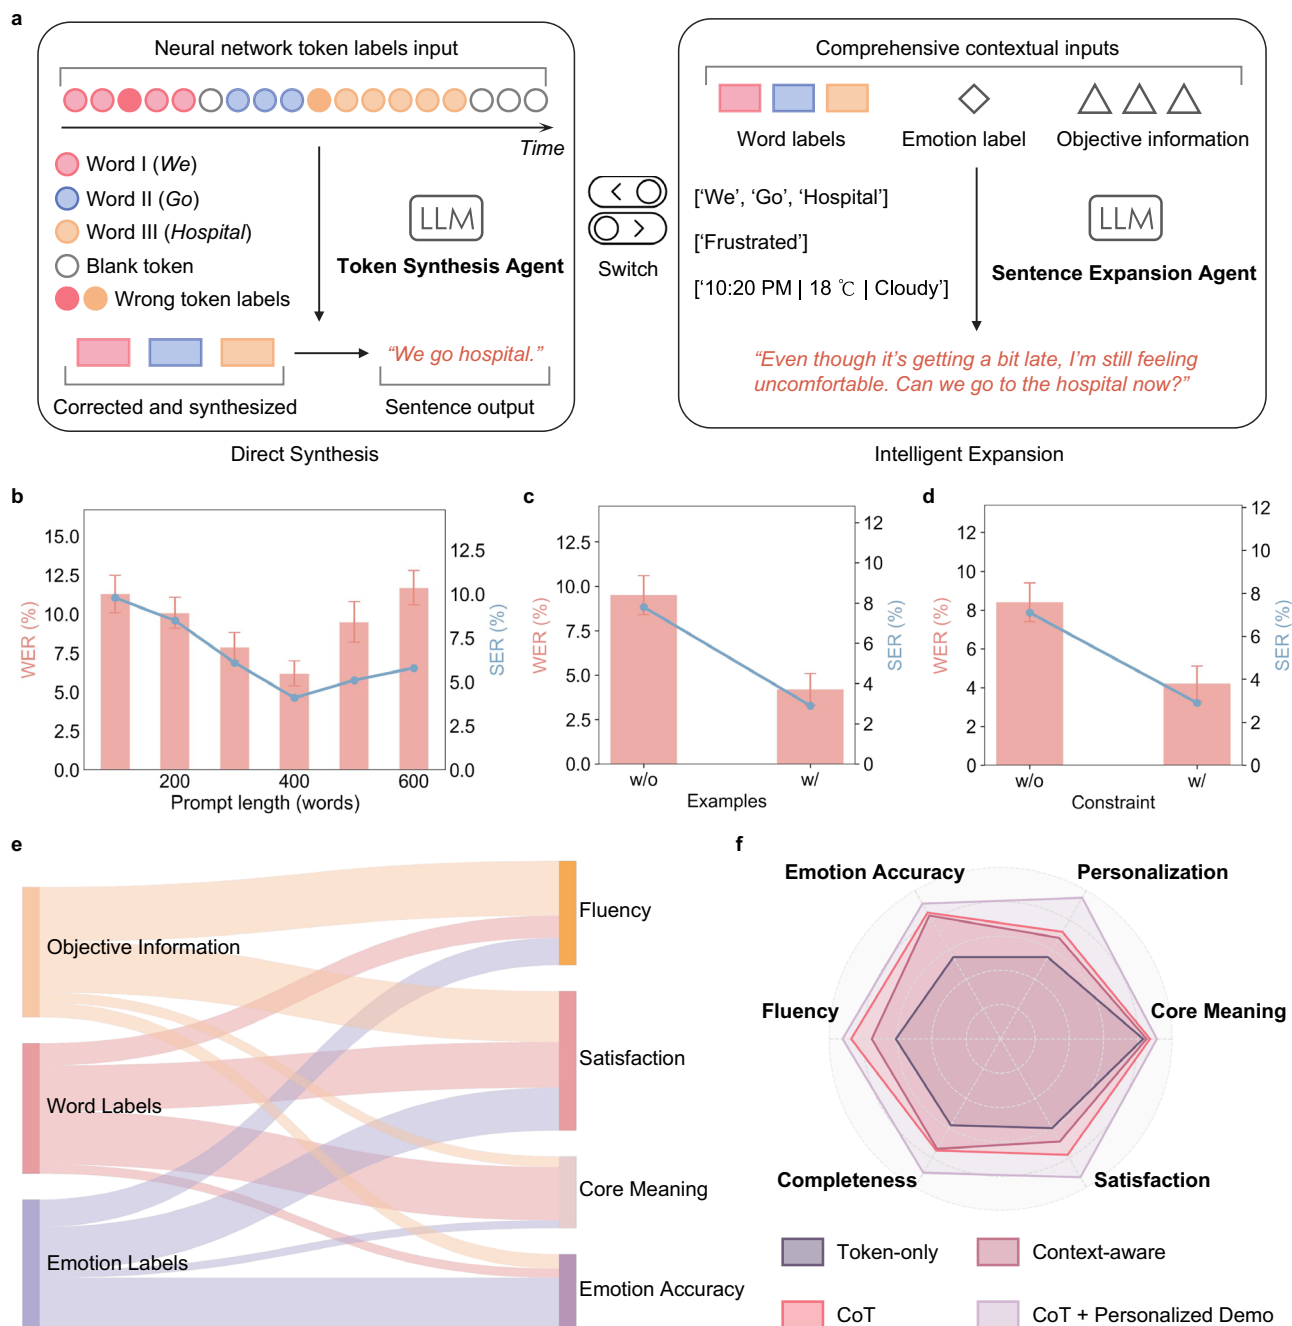 a
Neural network token labels input
Time
Word I (We)
Word II (Go)
Word III (Hospital)
Blank token
Wrong token labels
LLM
Token Synthesis Agent
“We go hospital.”
Corrected and synthesized
Sentence output
Direct Synthesis
Switch
Comprehensive contextual inputs
Word labels
Emotion label
Objective information
[‘We’, ‘Go’, ‘Hospital’]
[‘Frustrated’]
[‘10:20 PM | 18 ℃ | Cloudy’]
LLM
Sentence Expansion Agent
“Even though it’s getting a bit late, I’m still feeling
uncomfortable. Can we go to the hospital now?”
Intelligent Expansion
b
WER (%)
15.0
12.5
10.0
7.5
5.0
2.5
0.0
200
400
600
Prompt length (words)
12.5
10.0
7.5
5.0
2.5
0.0
SER (%)
c
WER (%)
12.5
10.0
7.5
5.0
2.5
0.0
w/o
w/
Examples
12
10
8
6
4
2
0
SER (%)
d
WER (%)
12
10
8
6
4
2
0
w/o
w/
Constraint
12
10
8
6
4
2
0
SER (%)
e
Objective Information
Word Labels
Emotion Labels
Fluency
Satisfaction
Core Meaning
Emotion Accuracy
f
Emotion Accuracy
Personalization
Fluency
Core Meaning
Completeness
Satisfaction
Token-only
Context-aware
CoT
CoT + Personalized Demo